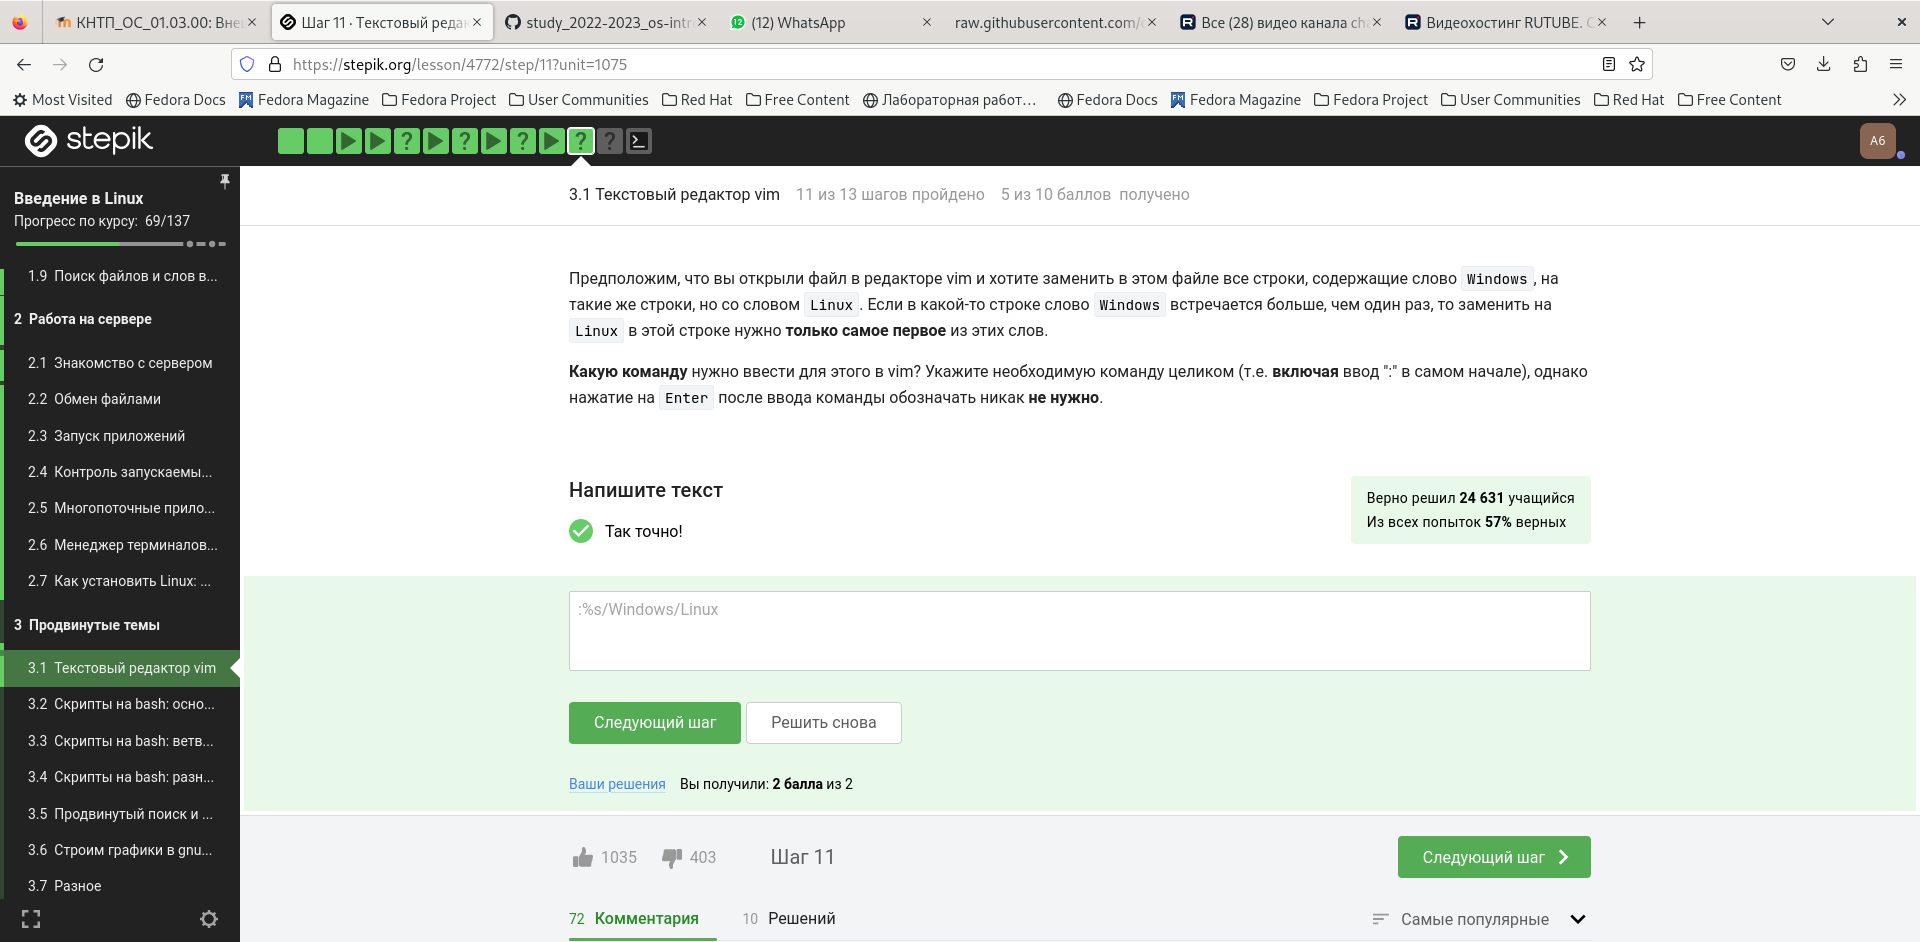 КНТП_ОС_01.03.00: Вне
Шаг 11 · Текстовый реда
study_2022-2023_os-intr
(12) WhatsApp
raw.githubusercontent.com/
Все (28) видео канала
Видеохостинг RUTUBE.
https://stepik.org/lesson/4772/step/11?unit=1075
Most Visited
Fedora Docs
Fedora Magazine
Fedora Project
User Communities
Red Hat
Free Content
Лабораторная работ…
Fedora Docs
Fedora Magazine
Fedora Project
User Communities
Red Hat
Free Content
stepik
A6
Введение в Linux
Прогресс по курсу: 69/137
1.9 Поиск файлов и слов в...
2 Работа на сервере
2.1 Знакомство с сервером
2.2 Обмен файлами
2.3 Запуск приложений
2.4 Контроль запускаемы...
2.5 Многопоточные прило...
2.6 Менеджер терминалов...
2.7 Как установить Linux: ...
3 Продвинутые темы
3.1 Текстовый редактор vim
3.2 Скрипты на bash: осно...
3.3 Скрипты на bash: ветв...
3.4 Скрипты на bash: разн...
3.5 Продвинутый поиск и ...
3.6 Строим графики в gnu...
3.7 Разное
3.1 Текстовый редактор vim 11 из 13 шагов пройдено 5 из 10 баллов получено
Предположим, что вы открыли файл в редакторе vim и хотите заменить в этом файле все строки, содержащие слово Windows, на
такие же строки, но со словом Linux. Если в какой-то строке слово Windows встречается больше, чем один раз, то заменить на
Linux в этой строке нужно только самое первое из этих слов.
Какую команду нужно ввести для этого в vim? Укажите необходимую команду целиком (т.е. включая ввод ":" в самом начале), однако
нажатие на Enter после ввода команды обозначать никак не нужно.
Напишите текст
Так точно!
Верно решил 24 631 учащийся
Из всех попыток 57% верных
:%s/Windows/Linux
Следующий шаг
Решить снова
Ваши решения Вы получили: 2 балла из 2
1035
403
Шаг 11
Следующий шаг
72 Комментария
10 Решений
Самые популярные